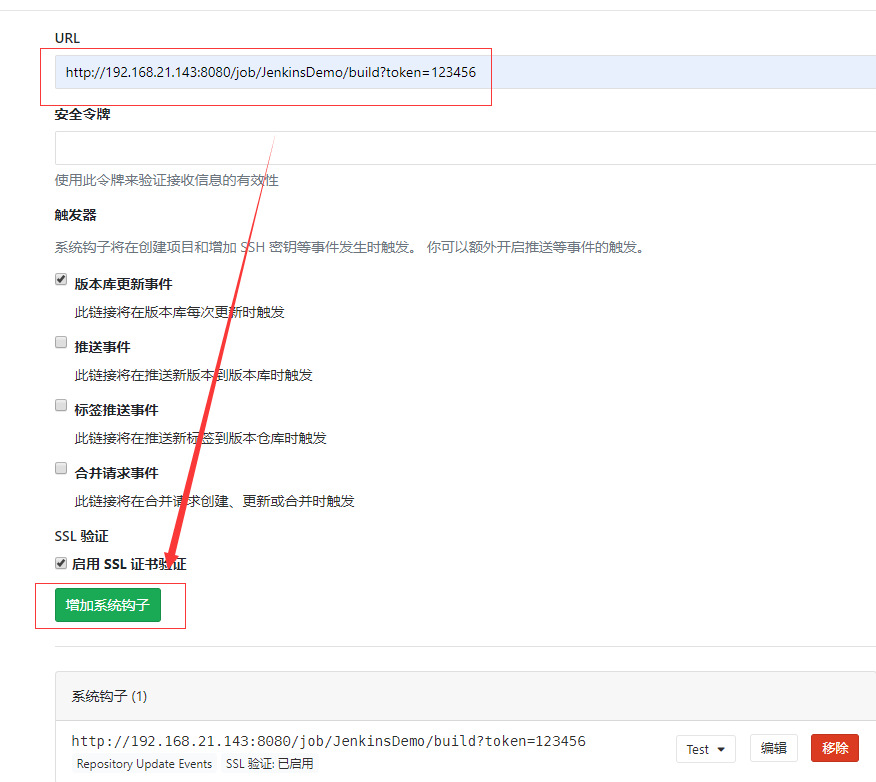 URL
http://192.168.21.143:8080/job/JenkinsDemo/build?token=123456
安全令牌
使用此令牌来验证接收信息的有效性
触发器
系统钩子将在创建项目和增加 SSH 密钥等事件发生时触发。 你可以额外开启推送等事件的触发。
版本库更新事件
此链接将在版本库每次更新时触发
推送事件
此链接将在推送新版本到版本库时触发
标签推送事件
此链接将在推送新标签到版本仓库时触发
合并请求事件
此链接将在合并请求创建、更新或合并时触发
SSL 验证
启用 SSL 证书验证
增加系统钩子
系统钩子 (1)
http://192.168.21.143:8080/job/JenkinsDemo/build?token=123456
Test 编辑 移除
Repository Update Events SSL 验证: 已启用